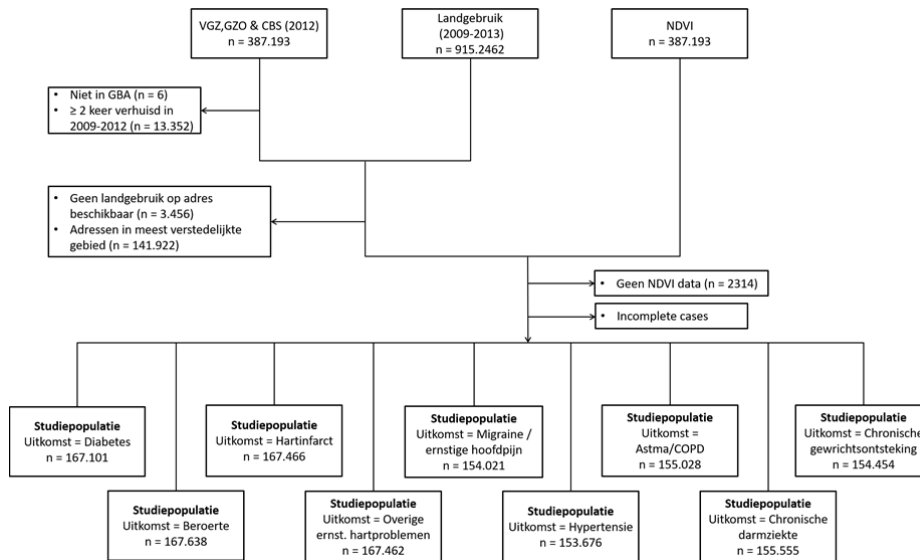 VGZ,GZO & CBS (2012)
n = 387.193
Landgebruik
(2009-2013)
n = 915.2462
NDVI
n = 387.193
• Niet in GBA (n = 6)
• ≥ 2 keer verhuisd in
2009-2012 (n = 13.352)
• Geen landgebruik op adres
beschikbaar (n = 3.456)
• Adressen in meest verstedelijkte
gebied (n = 141.922)
• Geen NDVI data (n = 2314)
• Incomplete cases
Studiepopulatie
Uitkomst = Diabetes
n = 167.101
Studiepopulatie
Uitkomst = Hartinfarct
n = 167.466
Studiepopulatie
Uitkomst = Migraine /
ernstige hoofdpijn
n = 154.021
Studiepopulatie
Uitkomst =
Astma/COPD
n = 155.028
Studiepopulatie
Uitkomst = Chronische
gewrichtsontsteking
n = 154.454
Studiepopulatie
Uitkomst = Beroerte
n = 167.638
Studiepopulatie
Uitkomst = Overige
ernst. hartproblemen
n = 167.462
Studiepopulatie
Uitkomst = Hypertensie
n = 153.676
Studiepopulatie
Uitkomst = Chronische
darmziekte
n = 155.555